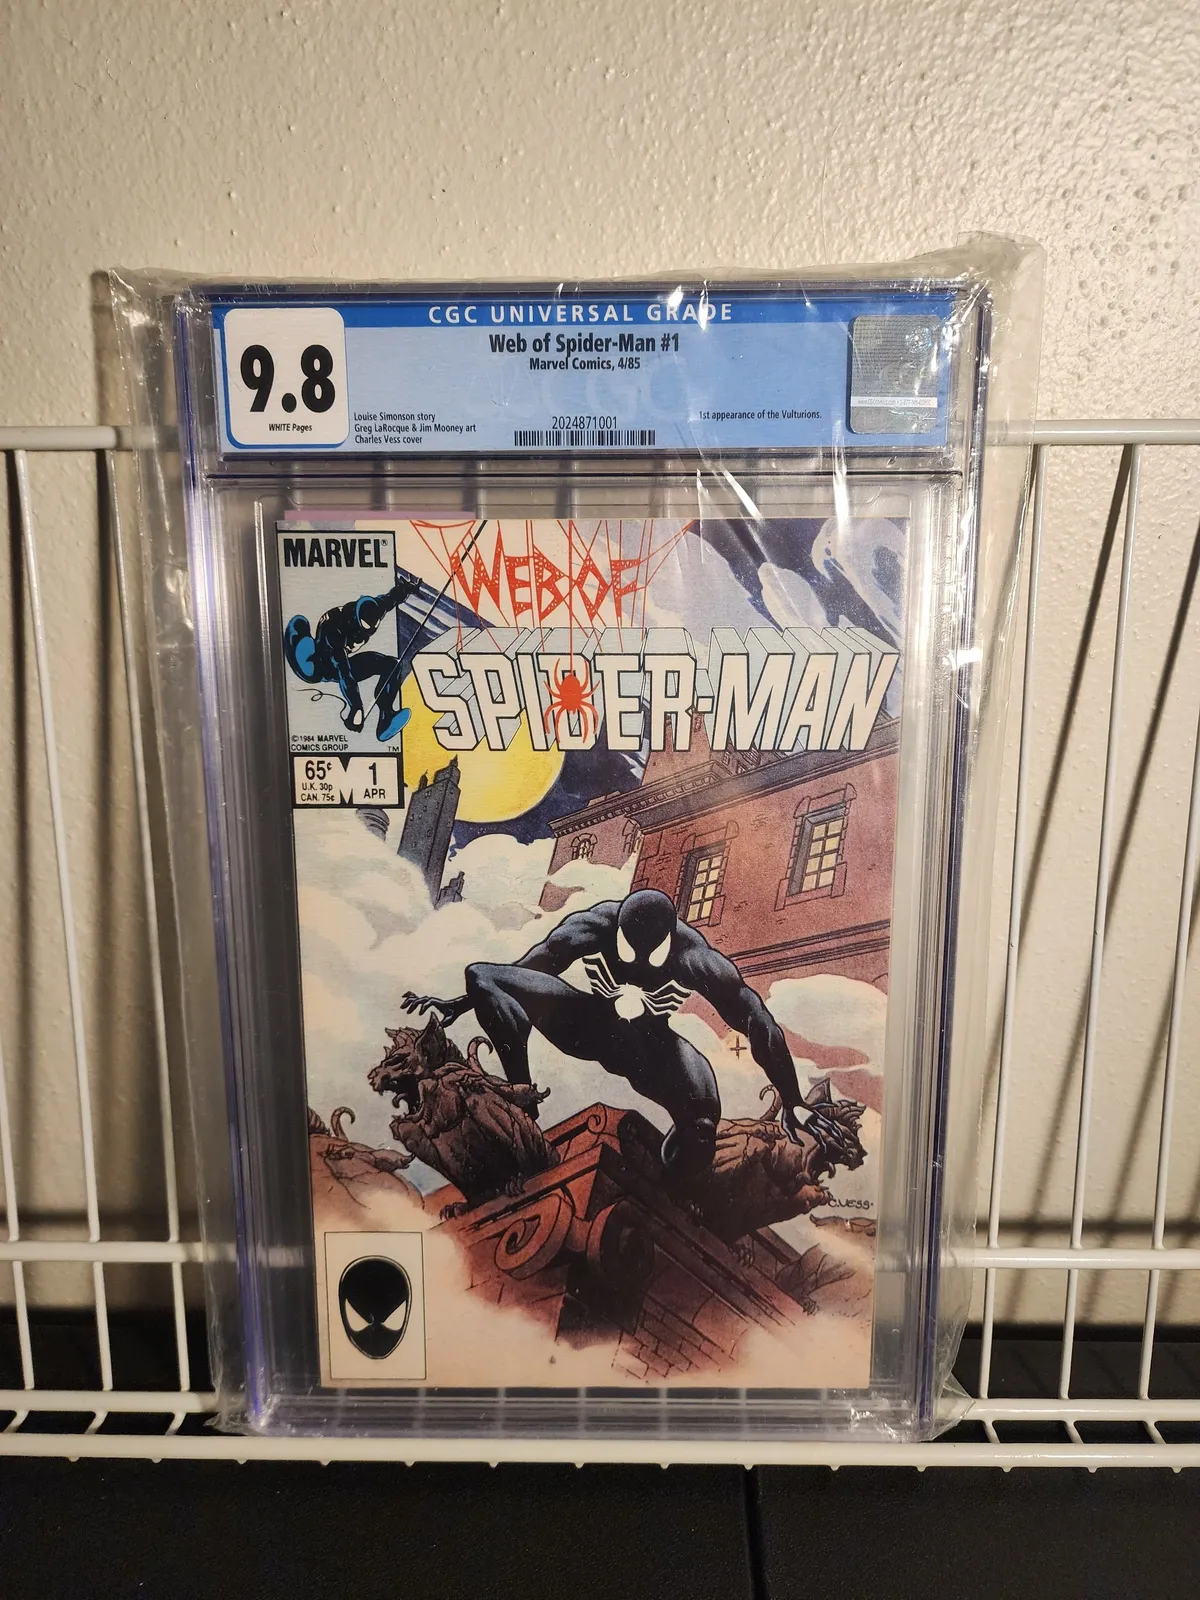 CGC UNIVERSAL GRADE
9.8
WHITE Pages
Web of Spider-Man #1
Marvel Comics, 4/85
Louise Simonson story
Greg LaRocque & Jim Mooney art
Charles Vess cover
2024871001
1st appearance of the Vulturions.
MARVEL®
WEB OF
SPIDER-MAN
©1984 MARVEL
COMICS GROUP
TM
65¢
U.K. 30p
CAN. 75¢
1
APR
C.VESS